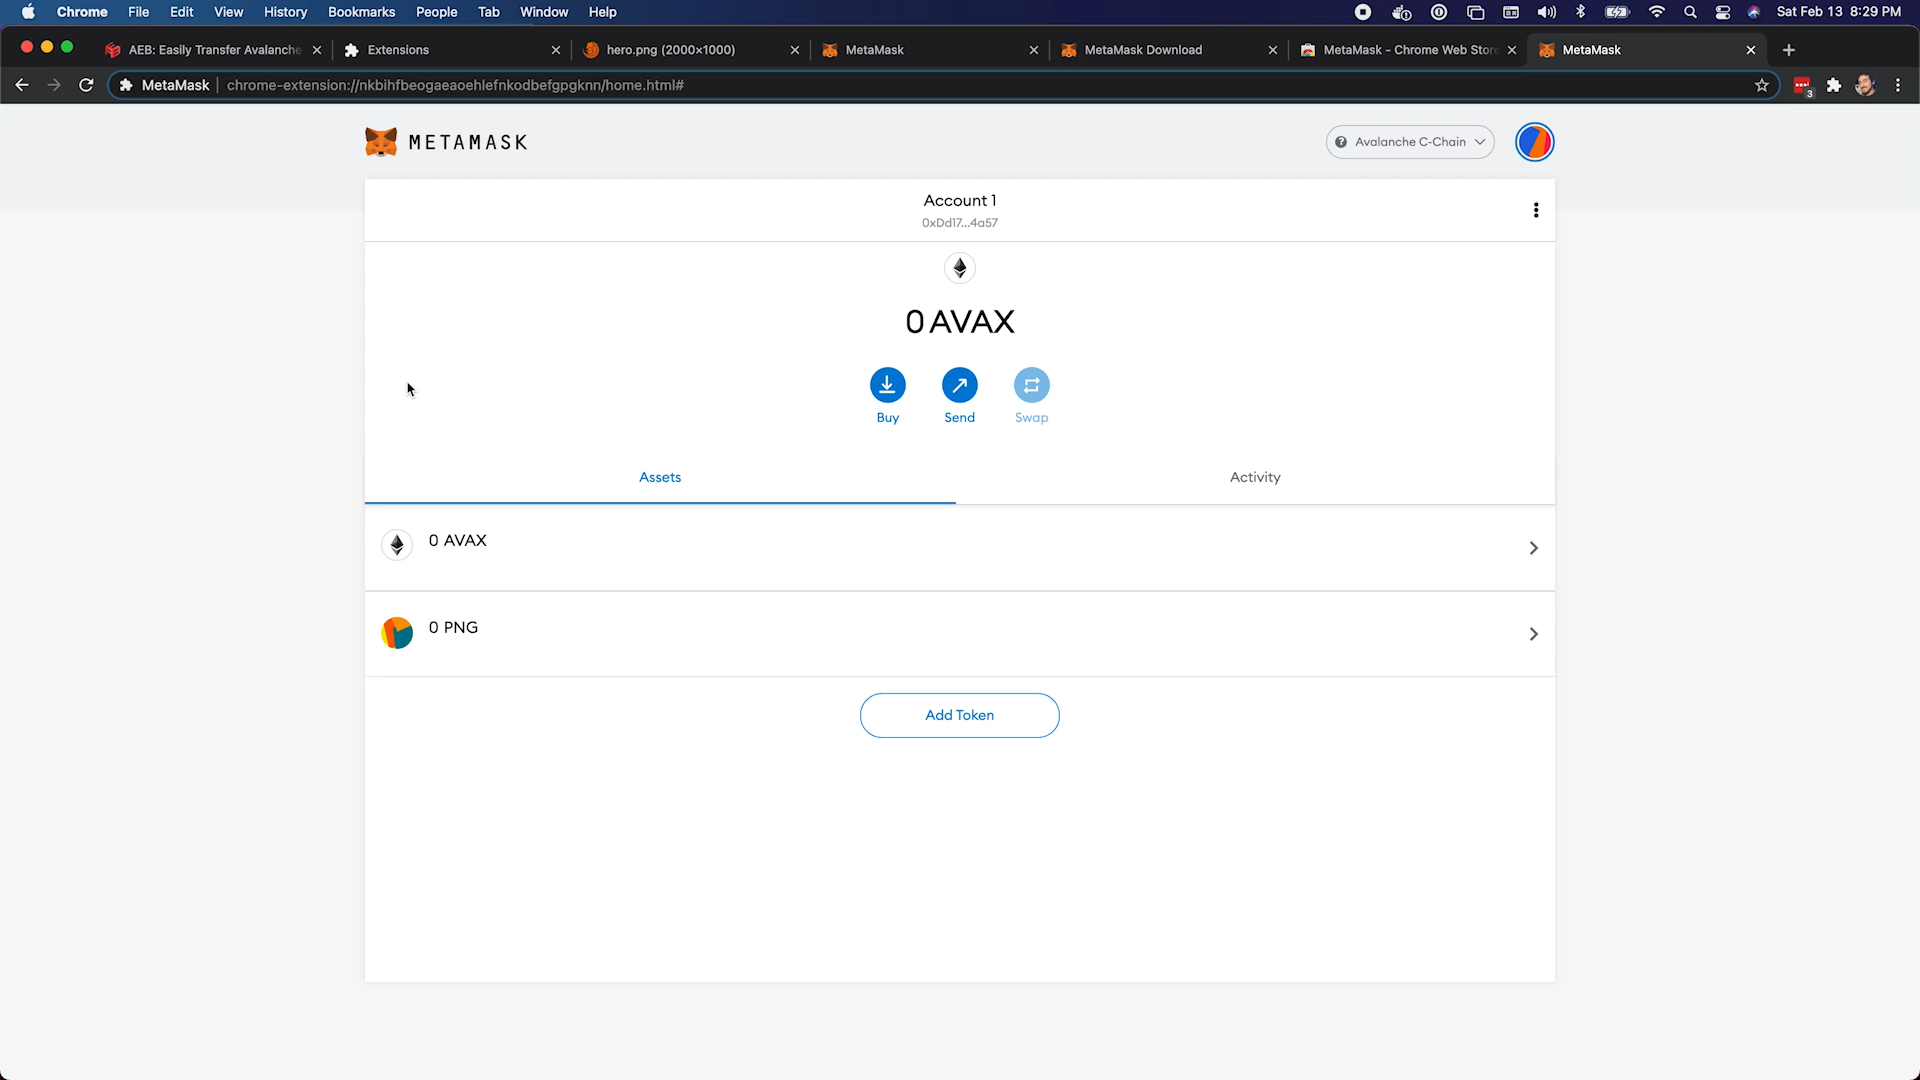 Chrome File Edit View History Bookmarks People Tab Window Help Sat Feb 13 8:29 PM
AEB: Easily Transfer Avalanche Extensions hero.png (2000×1000) MetaMask MetaMask Download MetaMask - Chrome Web Store MetaMask
MetaMask chrome-extension://nkbihfbeogaeaoehlefnkodbefgpgknn/home.html# 3
METAMASK Avalanche C-Chain
Account 1
0xDd17...4a57
0 AVAX
Buy Send Swap
Assets Activity
0 AVAX
0 PNG
Add Token